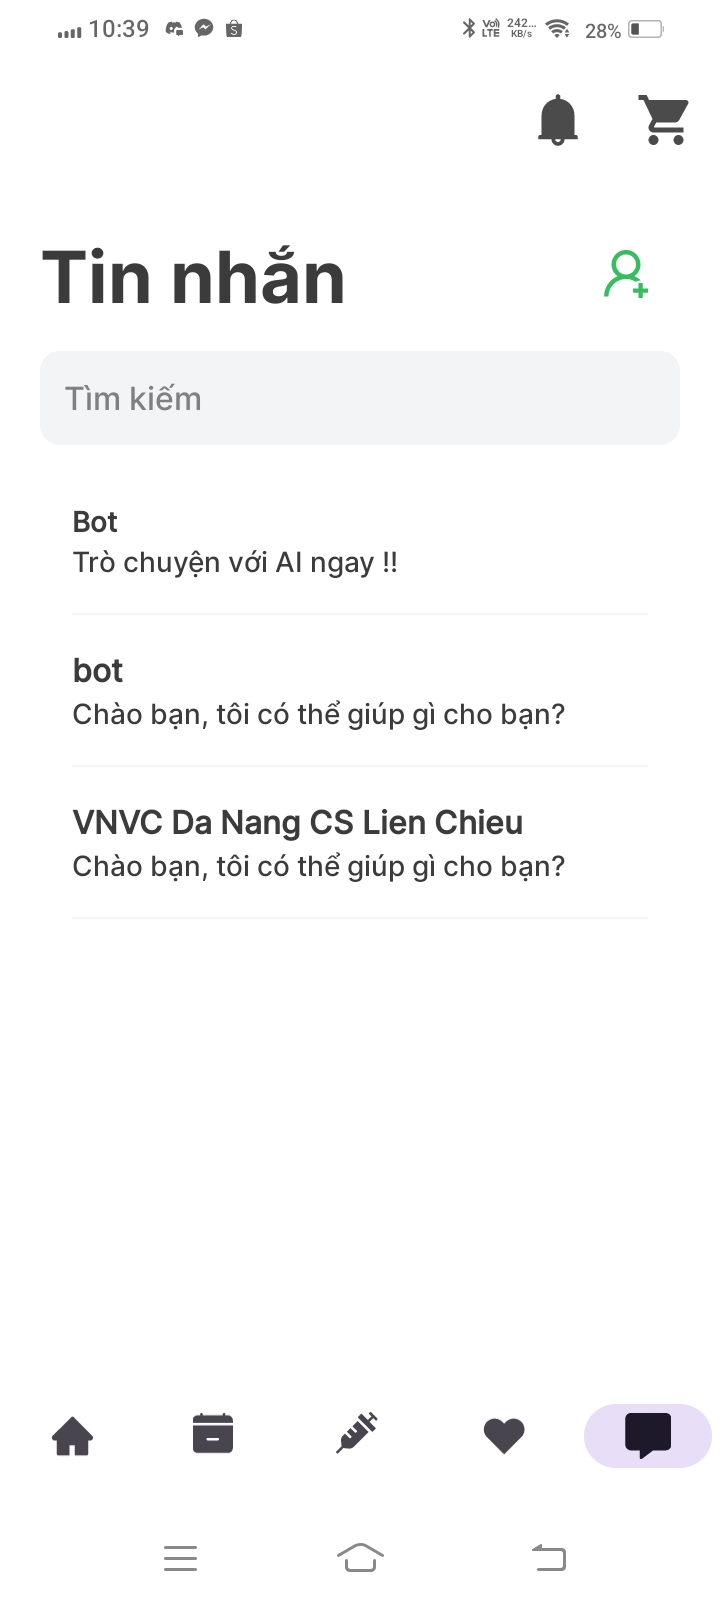 10:39
Vo)
LTE
242...
KB/s
28%
Tin nhắn
Tìm kiếm
Bot
Trò chuyện với AI ngay !!
bot
Chào bạn, tôi có thể giúp gì cho bạn?
VNVC Da Nang CS Lien Chieu
Chào bạn, tôi có thể giúp gì cho bạn?